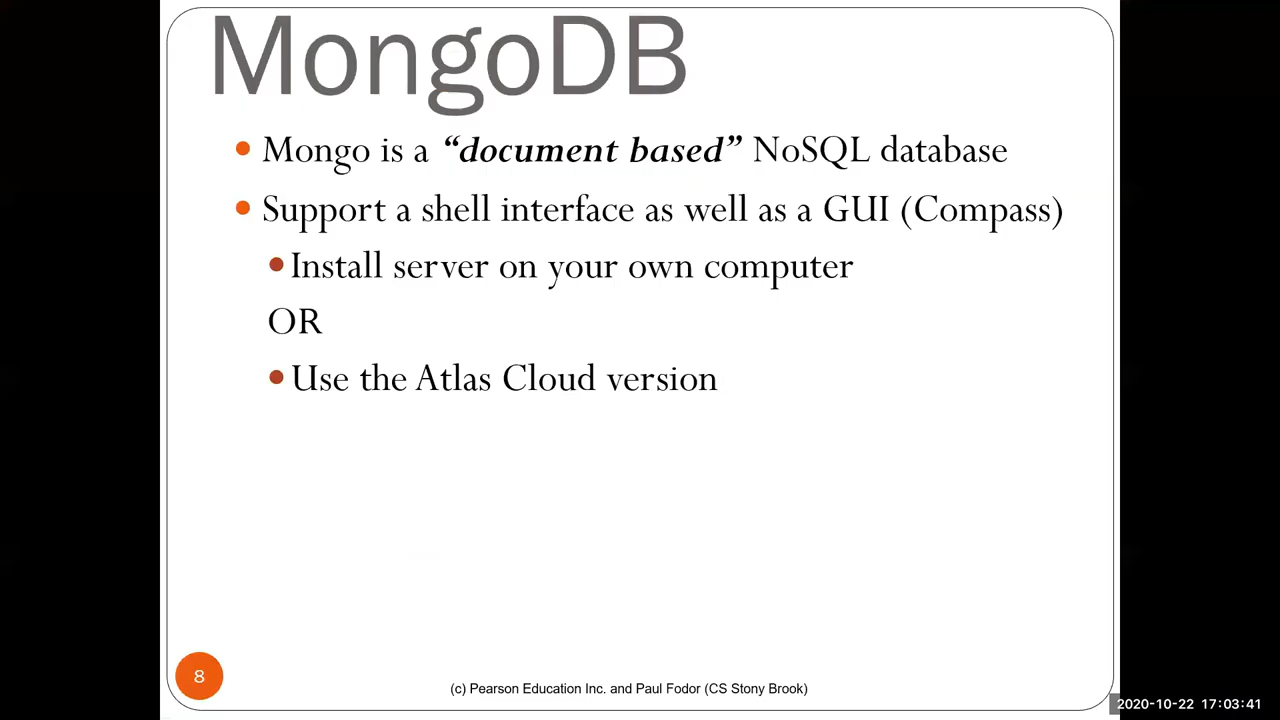 MongoDB
• Mongo is a “document based” NoSQL database
• Support a shell interface as well as a GUI (Compass)
• Install server on your own computer
OR
• Use the Atlas Cloud version
8
(c) Pearson Education Inc. and Paul Fodor (CS Stony Brook)
2020-10-22 17:03:41